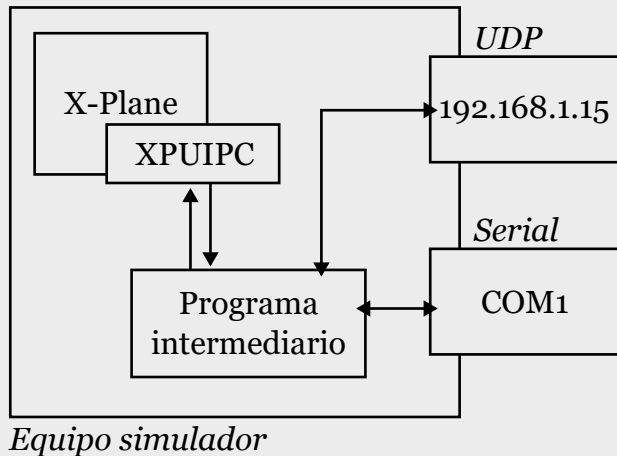 UDP
X-Plane
192.168.1.15
XPUIPC
Serial
Programa
intermediario
COM1
Equipo simulador